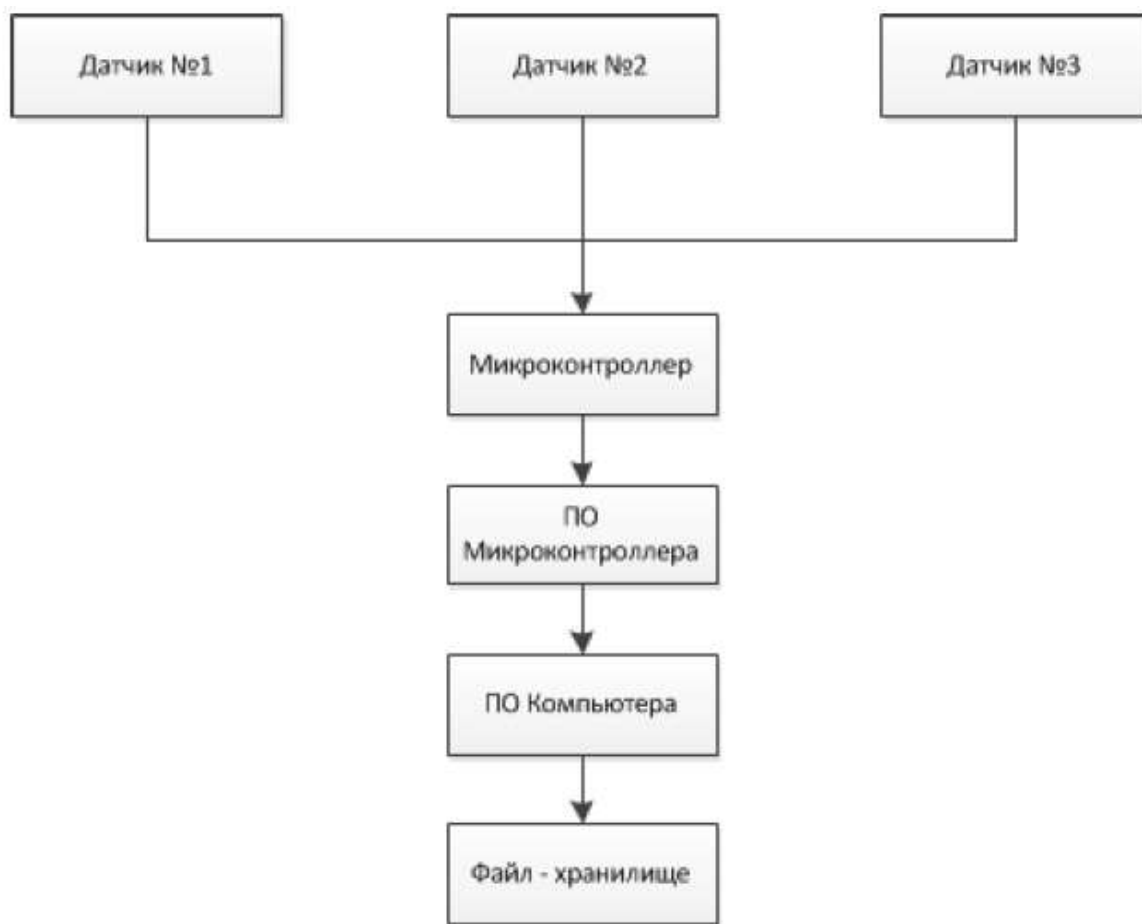 Датчик №1
Датчик №2
Датчик №3
Микроконтроллер
ПО
Микроконтроллера
ПО Компьютера
Файл - хранилище